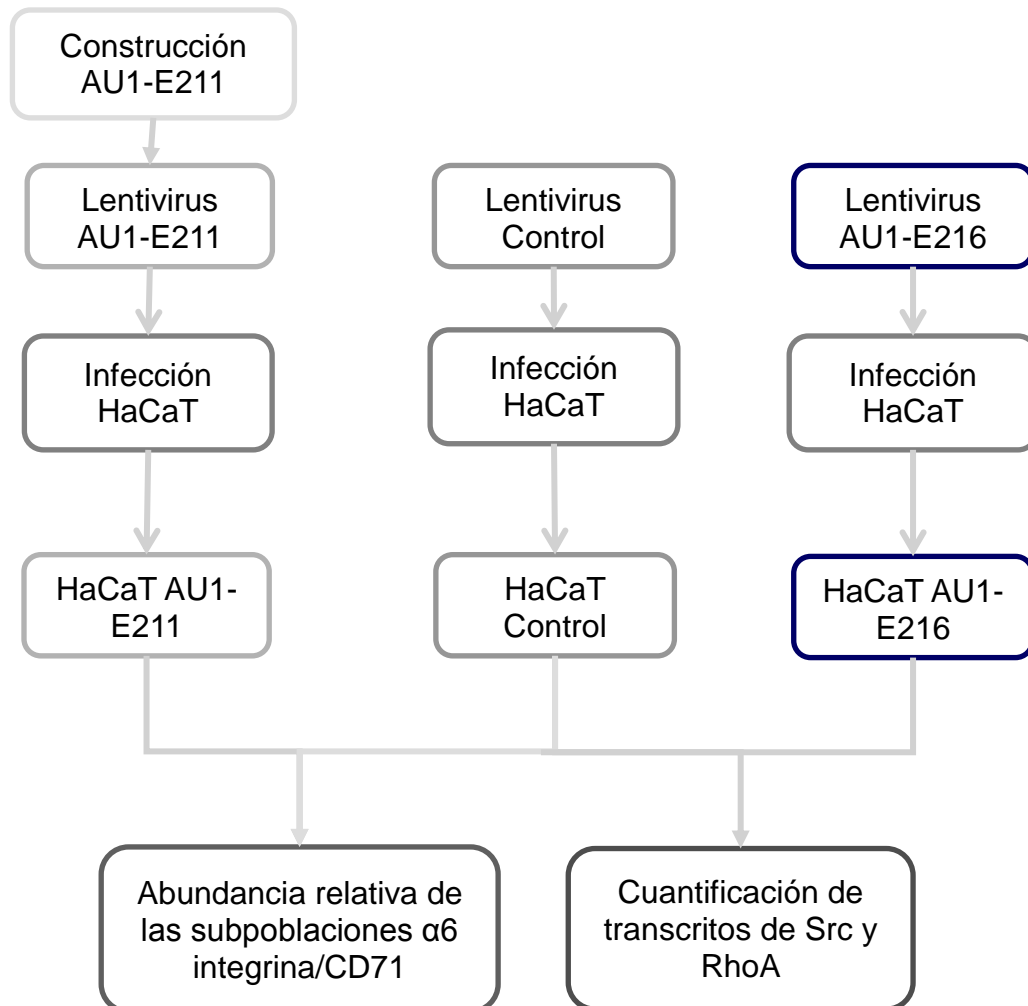 Construcción
AU1-E211
Lentivirus
AU1-E211
Lentivirus
Control
Lentivirus
AU1-E216
Infección
HaCaT
Infección
HaCaT
Infección
HaCaT
HaCaT AU1-
E211
HaCaT
Control
HaCaT AU1-
E216
Abundancia relativa de
las subpoblaciones α6
integrina/CD71
Cuantificación de
transcritos de Src y
RhoA